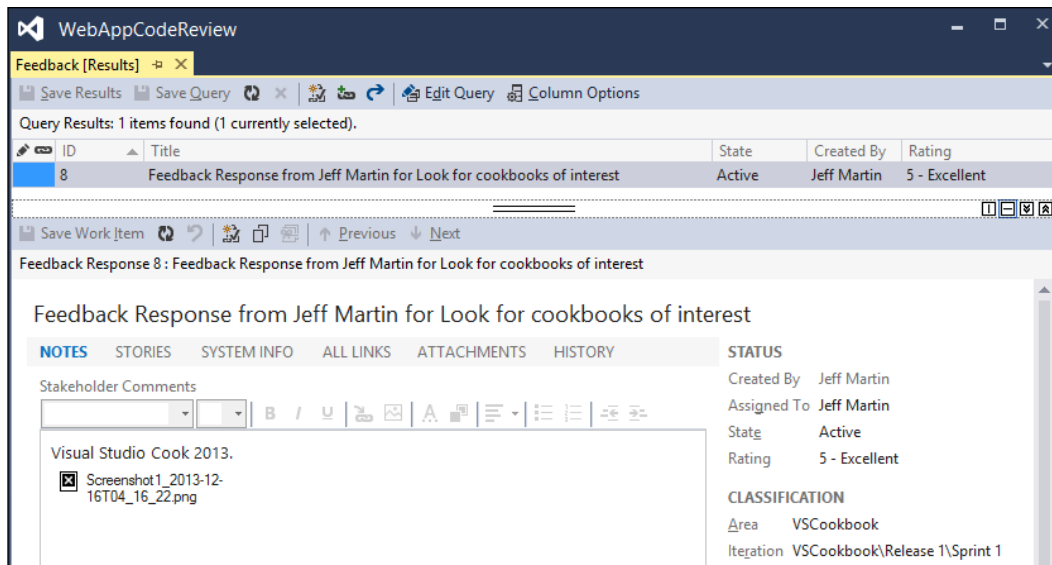 WebAppCodeReview
Feedback [Results]
Save Results Save Query Edit Query Column Options
Query Results: 1 items found (1 currently selected).
ID Title State Created By Rating
8 Feedback Response from Jeff Martin for Look for cookbooks of interest Active Jeff Martin 5 - Excellent
Save Work Item Previous Next
Feedback Response 8 : Feedback Response from Jeff Martin for Look for cookbooks of interest
Feedback Response from Jeff Martin for Look for cookbooks of interest
NOTES STORIES SYSTEM INFO ALL LINKS ATTACHMENTS HISTORY
Stakeholder Comments
B I U A
Visual Studio Cook 2013.
Screenshot1_2013-12-
16T04_16_22.png
STATUS
Created By Jeff Martin
Assigned To Jeff Martin
State Active
Rating 5 - Excellent
CLASSIFICATION
Area VSCookbook
Iteration VSCookbook\Release 1\Sprint 1